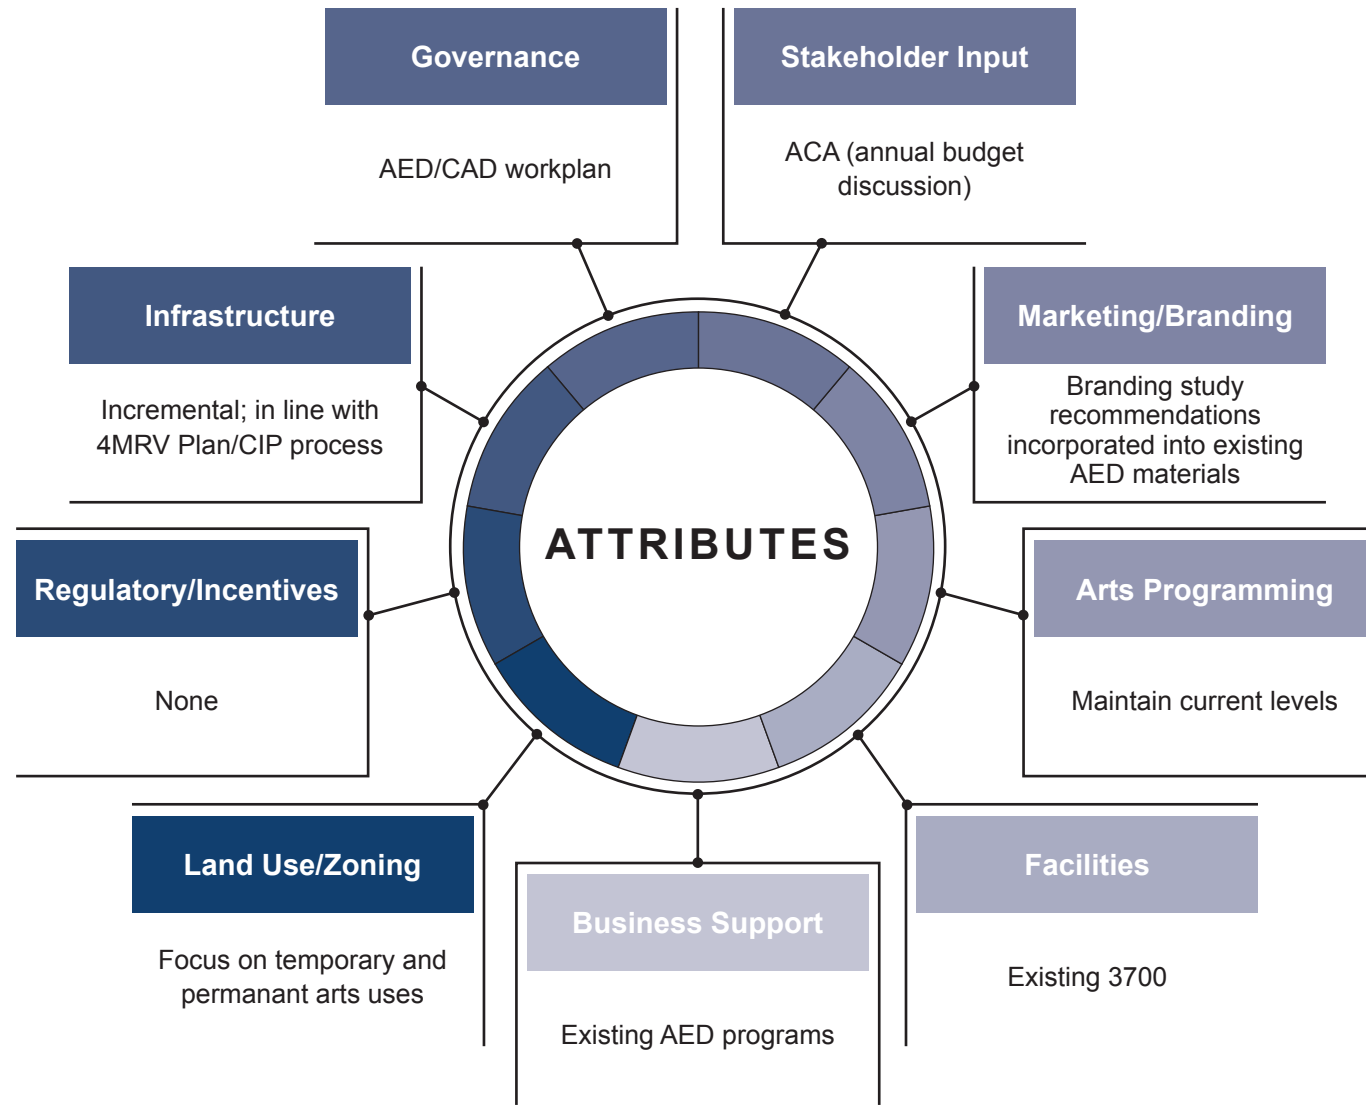 Governance
AED/CAD workplan
Stakeholder Input
ACA (annual budget
discussion)
Infrastructure
Incremental; in line with
4MRV Plan/CIP process
Marketing/Branding
Branding study
recommendations
incorporated into existing
AED materials
ATTRIBUTES
Regulatory/Incentives
None
Arts Programming
Maintain current levels
Land Use/Zoning
Focus on temporary and
permanant arts uses
Business Support
Existing AED programs
Facilities
Existing 3700